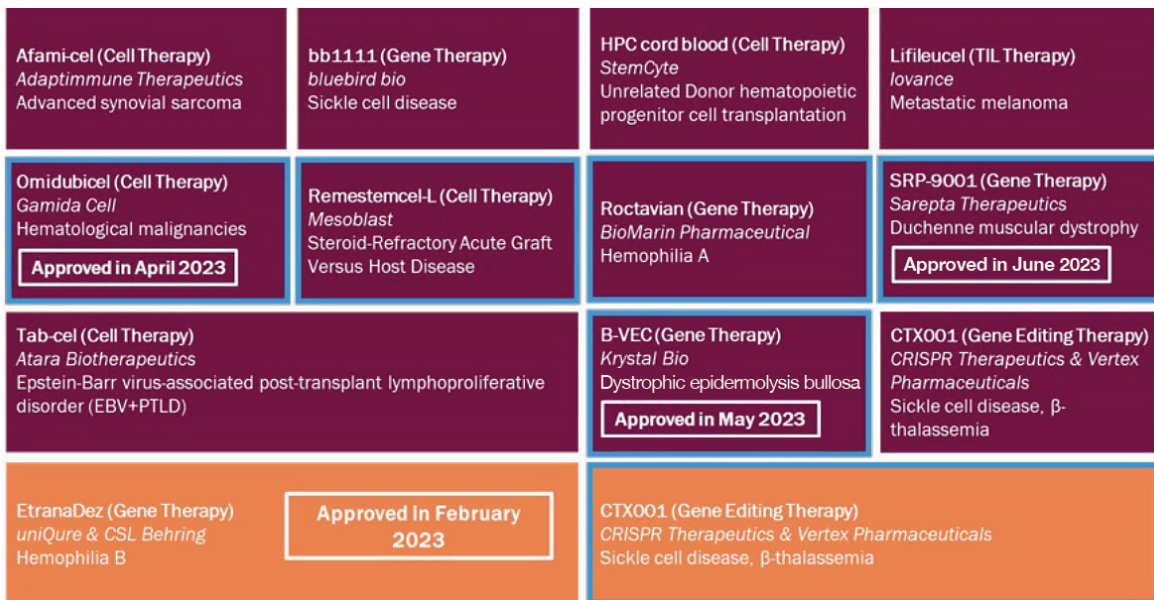 Afami-cel (Cell Therapy)
Adaptimmune Therapeutics
Advanced synovial sarcoma
bb1111 (Gene Therapy)
bluebird bio
Sickle cell disease
HPC cord blood (Cell Therapy)
StemCyte
Unrelated Donor hematopoietic
progenitor cell transplantation
Lifileucel (TIL Therapy)
Iovance
Metastatic melanoma
Omidubicel (Cell Therapy)
Gamida Cell
Hematological malignancies
Approved in April 2023
Remestemcel-L (Cell Therapy)
Mesoblast
Steroid-Refractory Acute Graft
Versus Host Disease
Roctavian (Gene Therapy)
BioMarin Pharmaceutical
Hemophilia A
SRP-9001 (Gene Therapy)
Sarepta Therapeutics
Duchenne muscular dystrophy
Approved in June 2023
Tab-cel (Cell Therapy)
Atara Biotherapeutics
Epstein-Barr virus-associated post-transplant lymphoproliferative
disorder (EBV+PTLD)
B-VEC (Gene Therapy)
Krystal Bio
Dystrophic epidermolysis bullosa
Approved in May 2023
CTX001 (Gene Editing Therapy)
CRISPR Therapeutics & Vertex
Pharmaceuticals
Sickle cell disease, β-
thalassemia
EtranaDez (Gene Therapy)
uniQure & CSL Behring
Hemophilia B
Approved in February
2023
CTX001 (Gene Editing Therapy)
CRISPR Therapeutics & Vertex Pharmaceuticals
Sickle cell disease, β-thalassemia